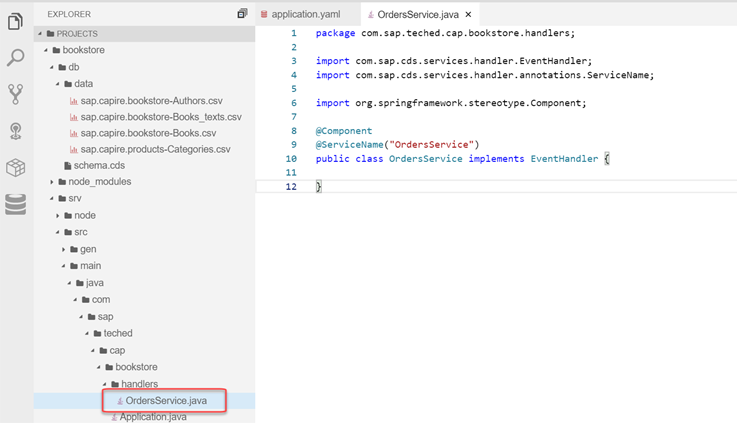 EXPLORER
PROJECTS
bookstore
db
data
sap.capire.bookstore-Authors.csv
sap.capire.bookstore-Books_texts.csv
sap.capire.bookstore-Books.csv
sap.capire.products-Categories.csv
schema.cds
node_modules
srv
node
src
gen
main
java
com
sap
teched
cap
bookstore
handlers
OrdersService.java
Application.java
application.yaml
OrdersService.java ×
1 package com.sap.teched.cap.bookstore.handlers;
2
3 import com.sap.cds.services.handler.EventHandler;
4 import com.sap.cds.services.handler.annotations.ServiceName;
5
6 import org.springframework.stereotype.Component;
7
8 @Component
9 @ServiceName("OrdersService")
10 public class OrdersService implements EventHandler {
11
12 }